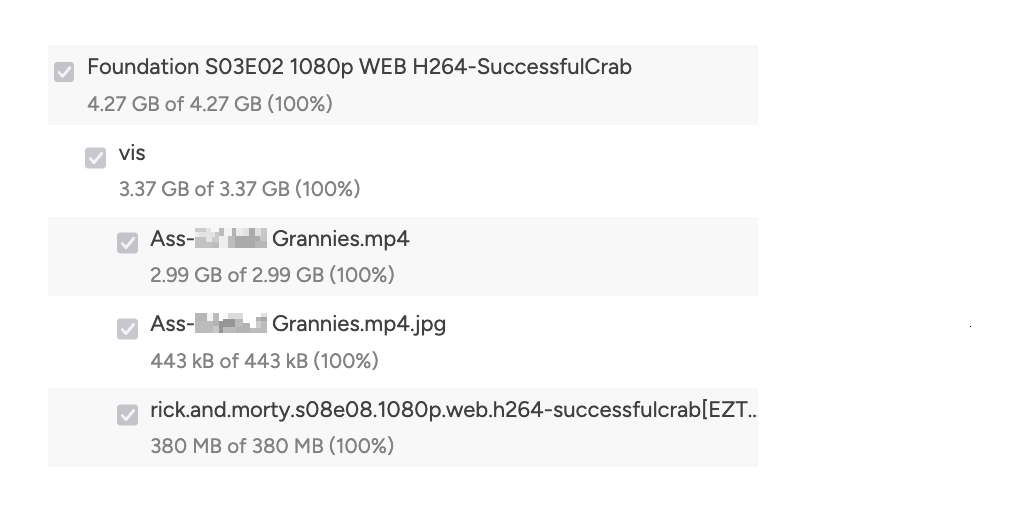 Foundation S03E02 1080p WEB H264-SuccessfulCrab
4.27 GB of 4.27 GB (100%)
vis
3.37 GB of 3.37 GB (100%)
Ass- Grannies.mp4
2.99 GB of 2.99 GB (100%)
Ass- Grannies.mp4.jpg
443 kB of 443 kB (100%)
rick.and.morty.s08e08.1080p.web.h264-successfulcrab[EZT...
380 MB of 380 MB (100%)